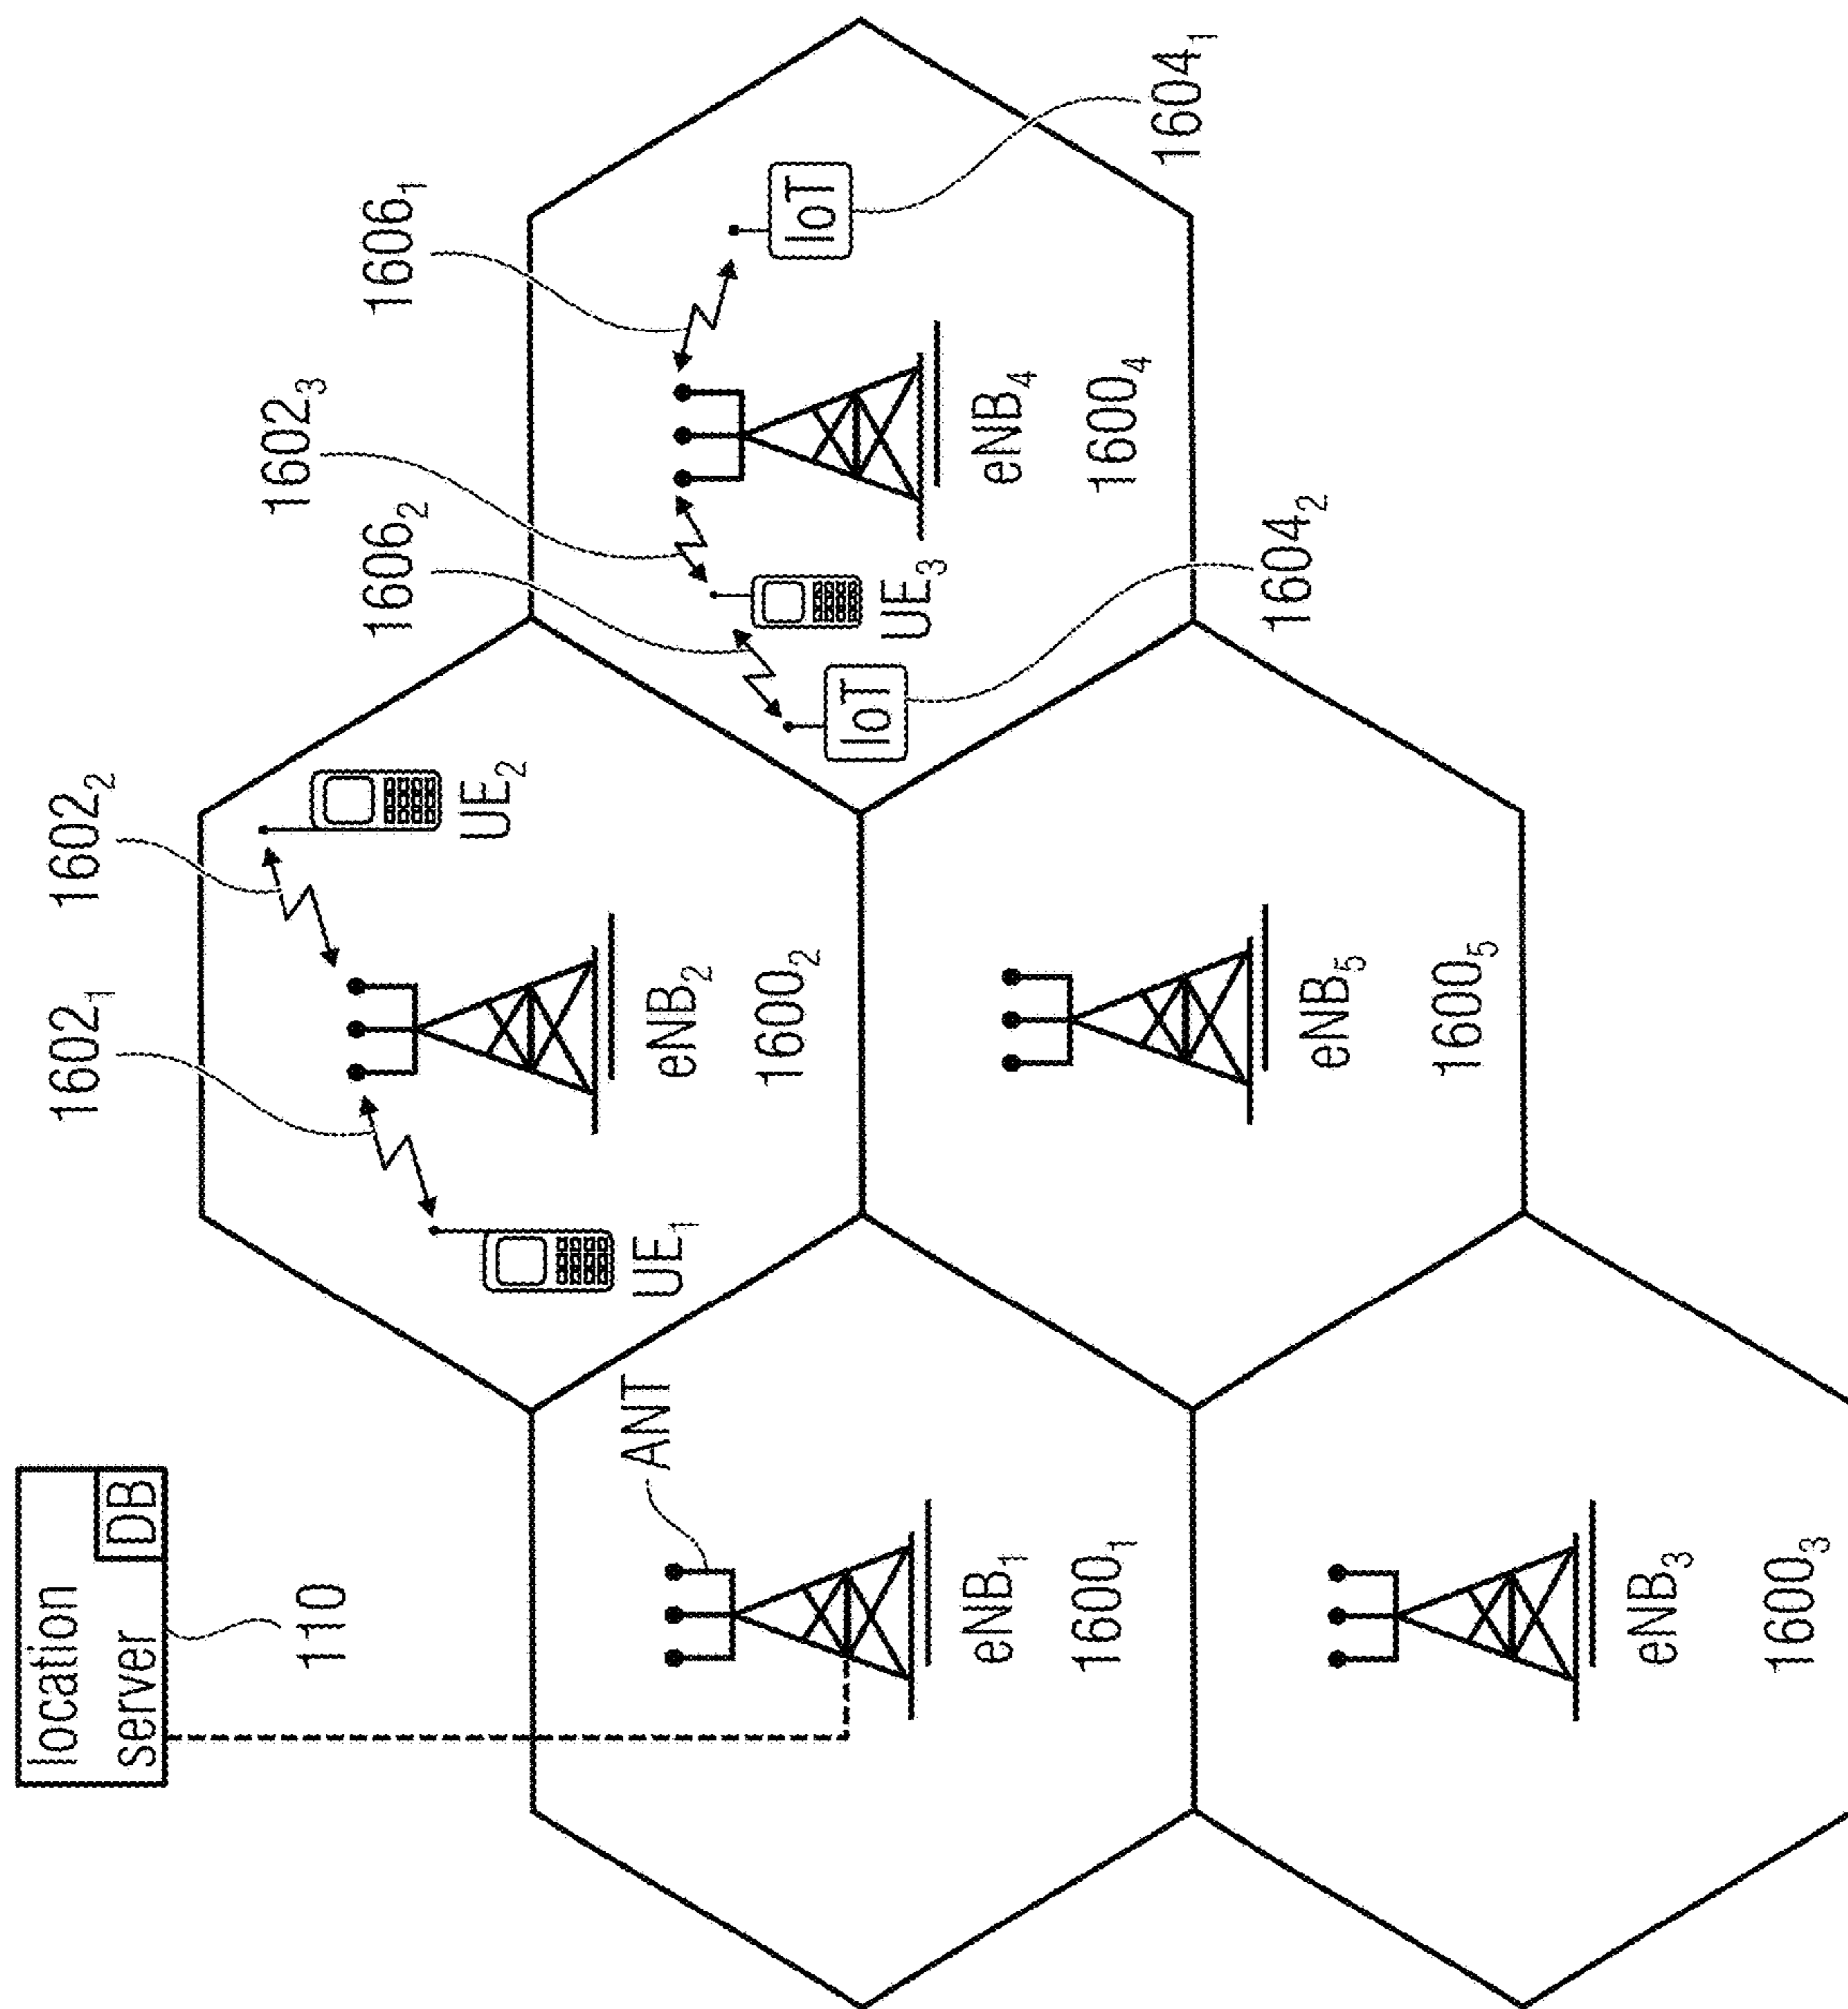 location
server
DB
110
ANT
eNB₁
1600₁
1602₁
1602₂
UE₁
UE₂
eNB₂
1600₂
eNB₃
1600₃
1606₂
1602₃
1606₁
IoT
UE₃
IoT
eNB₄
1600₄
1604₂
1604₁
eNB₅
1600₅